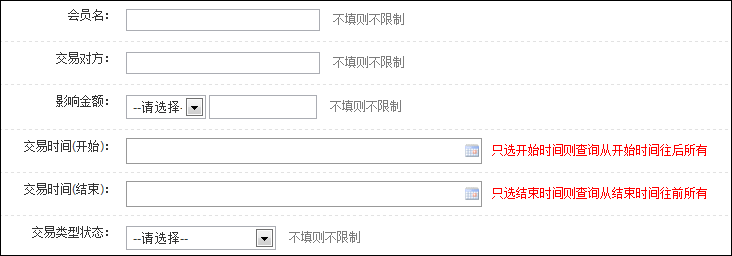 会员名： 不填则不限制
交易对方： 不填则不限制
影响金额： --请选择- 不填则不限制
交易时间(开始)： 只选开始时间则查询从开始时间往后所有
交易时间(结束)： 只选结束时间则查询从结束时间往前所有
交易类型状态： --请选择-- 不填则不限制